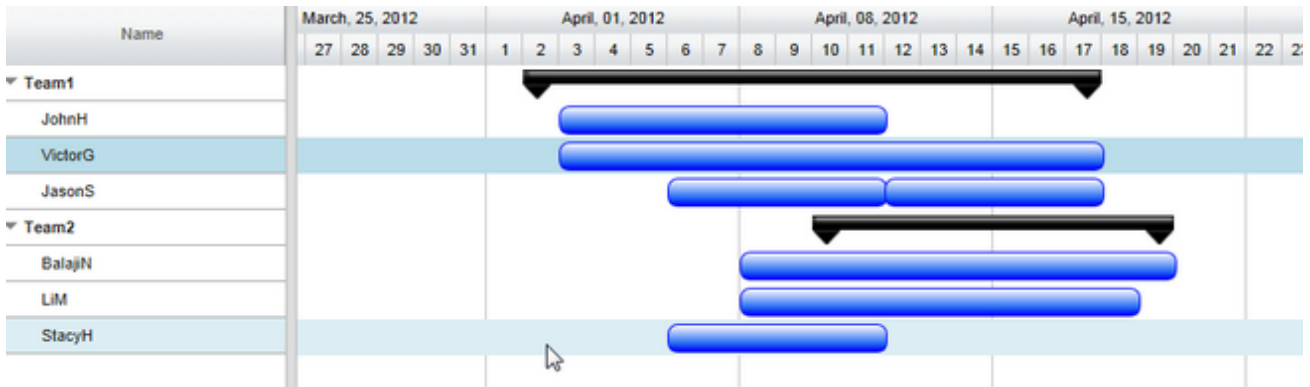 Name
March, 25, 2012 April, 01, 2012 April, 08, 2012 April, 15, 2012
27 28 29 30 31 1 2 3 4 5 6 7 8 9 10 11 12 13 14 15 16 17 18 19 20 21 22
Team1
JohnH
VictorG
JasonS
Team2
BalajiN
LiM
StacyH